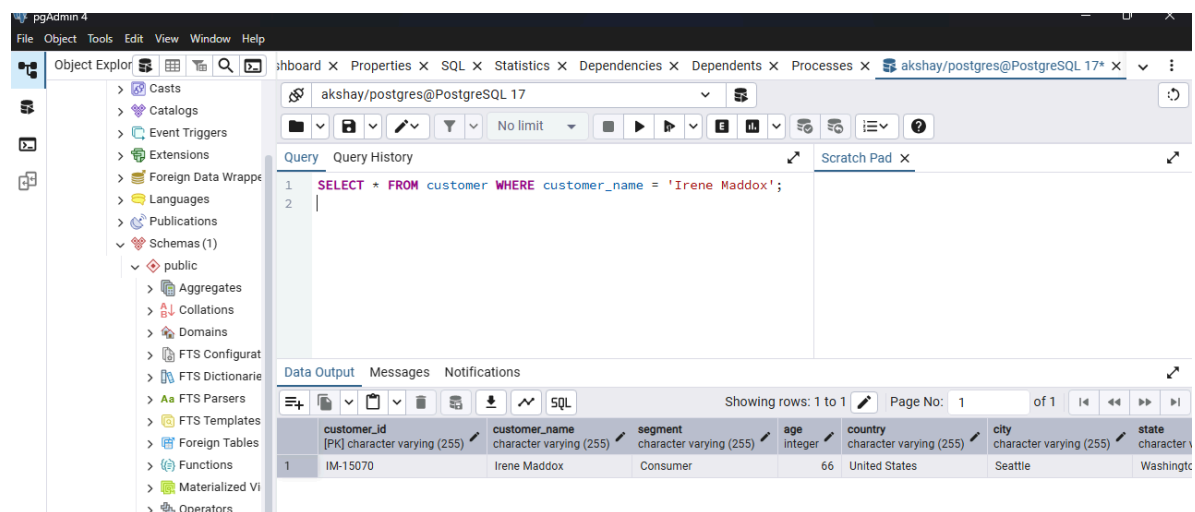 pgAdmin 4
File Object Tools Edit View Window Help
Object Explor
shboard Properties SQL Statistics Dependencies Dependents Processes akshay/postgres@PostgreSQL 17*
akshay/postgres@PostgreSQL 17
No limit
E
Query Query History
Scratch Pad
1 SELECT * FROM customer WHERE customer_name = 'Irene Maddox';
2
Casts
Catalogs
Event Triggers
Extensions
Foreign Data Wrappe
Languages
Publications
Schemas (1)
public
Aggregates
Collations
Domains
FTS Configurat
FTS Dictionarie
Aa FTS Parsers
FTS Templates
Foreign Tables
Functions
Materialized Vi
Operators
Data Output Messages Notifications
SQL Showing rows: 1 to 1 Page No: 1 of 1
customer_id customer_name segment age country city state
[PK] character varying (255) character varying (255) character varying (255) integer character varying (255) character varying (255) character v
1 IM-15070 Irene Maddox Consumer 66 United States Seattle Washingto